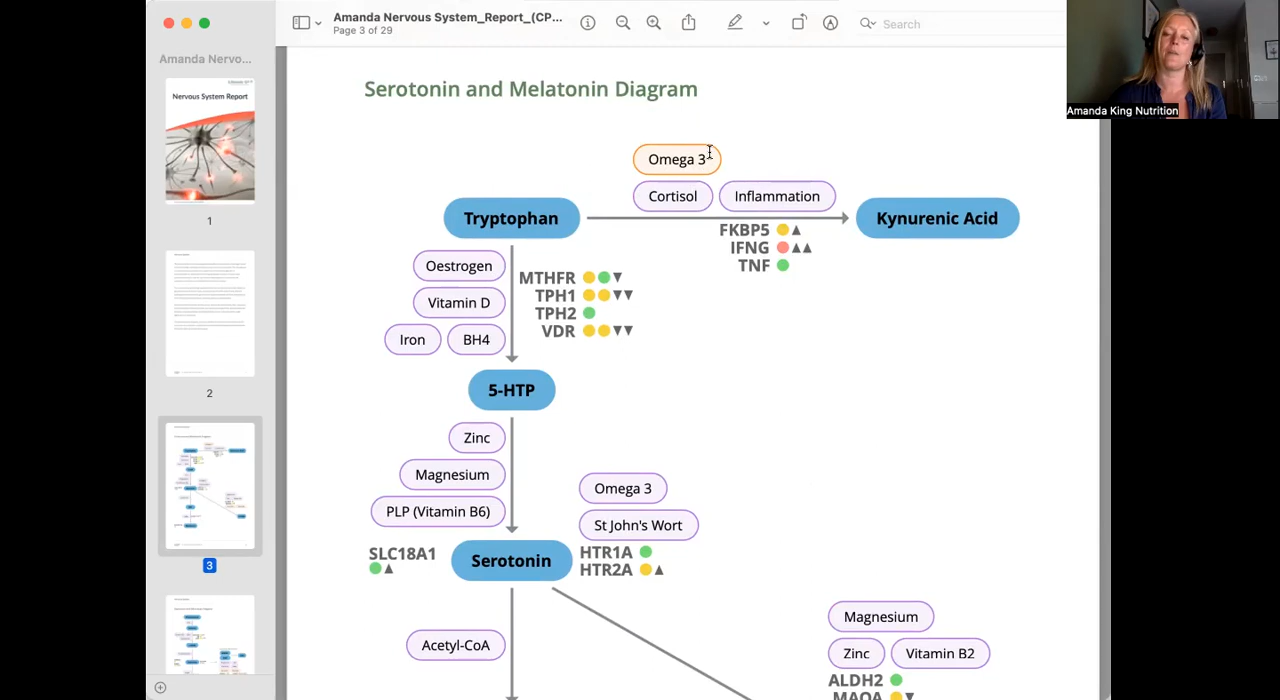 Amanda Nervous System_Report_(CP...
Page 3 of 29
Search
Amanda King Nutrition
Amanda Nervo...
Nervous System Report
1
2
3
Serotonin and Melatonin Diagram
Omega 3
Cortisol
Inflammation
Tryptophan
Kynurenic Acid
FKBP5
IFNG
TNF
Oestrogen
Vitamin D
Iron
BH4
MTHFR
TPH1
TPH2
VDR
5-HTP
Zinc
Magnesium
PLP (Vitamin B6)
Omega 3
St John's Wort
SLC18A1
Serotonin
HTR1A
HTR2A
Acetyl-CoA
Magnesium
Zinc
Vitamin B2
ALDH2
MAOA